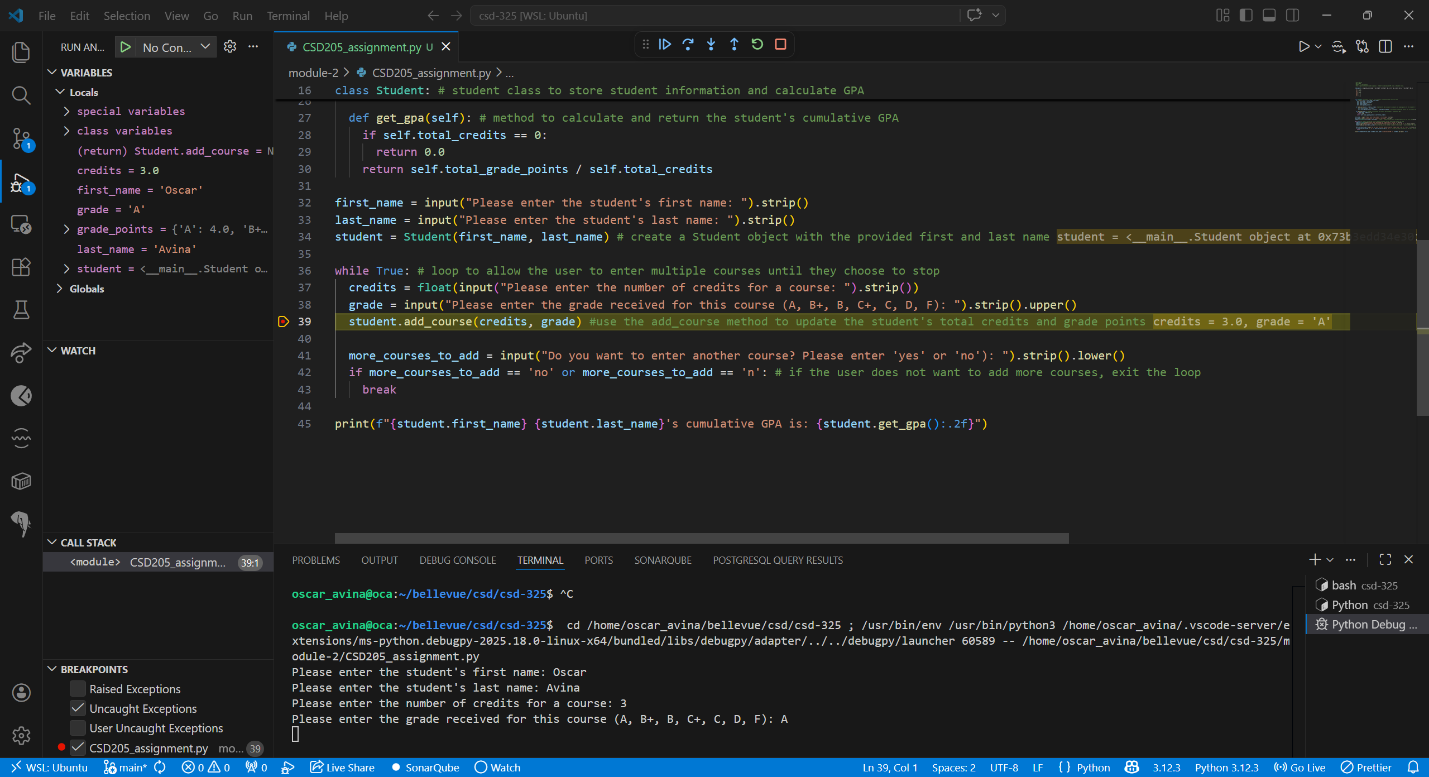 File Edit Selection View Go Run Terminal Help
csd-325 [WSL: Ubuntu]
RUN AN... No Con...
CSD205_assignment.py U
VARIABLES
Locals
special variables
class variables
(return) Student.add_course = N
credits = 3.0
first_name = 'Oscar'
grade = 'A'
grade_points = {'A': 4.0, 'B+...
last_name = 'Avina'
student = <__main__.Student o...
Globals
WATCH
CALL STACK
<module> CSD205_assignm... 39:1
BREAKPOINTS
Raised Exceptions
Uncaught Exceptions
User Uncaught Exceptions
CSD205_assignment.py mo... 39
module-2 > CSD205_assignment.py > ...
16 class Student: # student class to store student information and calculate GPA
26
27 def get_gpa(self): # method to calculate and return the student's cumulative GPA
28 if self.total_credits == 0:
29 return 0.0
30 return self.total_grade_points / self.total_credits
31
32 first_name = input("Please enter the student's first name: ").strip()
33 last_name = input("Please enter the student's last name: ").strip()
34 student = Student(first_name, last_name) # create a Student object with the provided first and last name student = <__main__.Student object at 0x73b
35
36 while True: # loop to allow the user to enter multiple courses until they choose to stop
37 credits = float(input("Please enter the number of credits for a course: ").strip())
38 grade = input("Please enter the grade received for this course (A, B+, B, C+, C, D, F): ").strip().upper()
39 student.add_course(credits, grade) #use the add_course method to update the student's total credits and grade points credits = 3.0, grade = 'A'
40
41 more_courses_to_add = input("Do you want to enter another course? Please enter 'yes' or 'no'): ").strip().lower()
42 if more_courses_to_add == 'no' or more_courses_to_add == 'n': # if the user does not want to add more courses, exit the loop
43 break
44
45 print(f"{student.first_name} {student.last_name}'s cumulative GPA is: {student.get_gpa():.2f}")
PROBLEMS OUTPUT DEBUG CONSOLE TERMINAL PORTS SONARQUBE POSTGRESQL QUERY RESULTS
oscar_avina@oca:~/bellevue/csd/csd-325$ ^C
oscar_avina@oca:~/bellevue/csd/csd-325$ cd /home/oscar_avina/bellevue/csd/csd-325 ; /usr/bin/env /usr/bin/python3 /home/oscar_avina/.vscode-server/e
xtensions/ms-python.debugpy-2025.18.0-linux-x64/bundled/libs/debugpy/adapter/../../debugpy/launcher 60589 -- /home/oscar_avina/bellevue/csd/csd-325/m
odule-2/CSD205_assignment.py
Please enter the student's first name: Oscar
Please enter the student's last name: Avina
Please enter the number of credits for a course: 3
Please enter the grade received for this course (A, B+, B, C+, C, D, F): A
bash csd-325
Python csd-325
Python Debug ...
WSL: Ubuntu main* 0 0 0 Live Share SonarQube Watch Ln 39, Col 1 Spaces: 2 UTF-8 LF { } Python 3.12.3 Python 3.12.3 Go Live Prettier